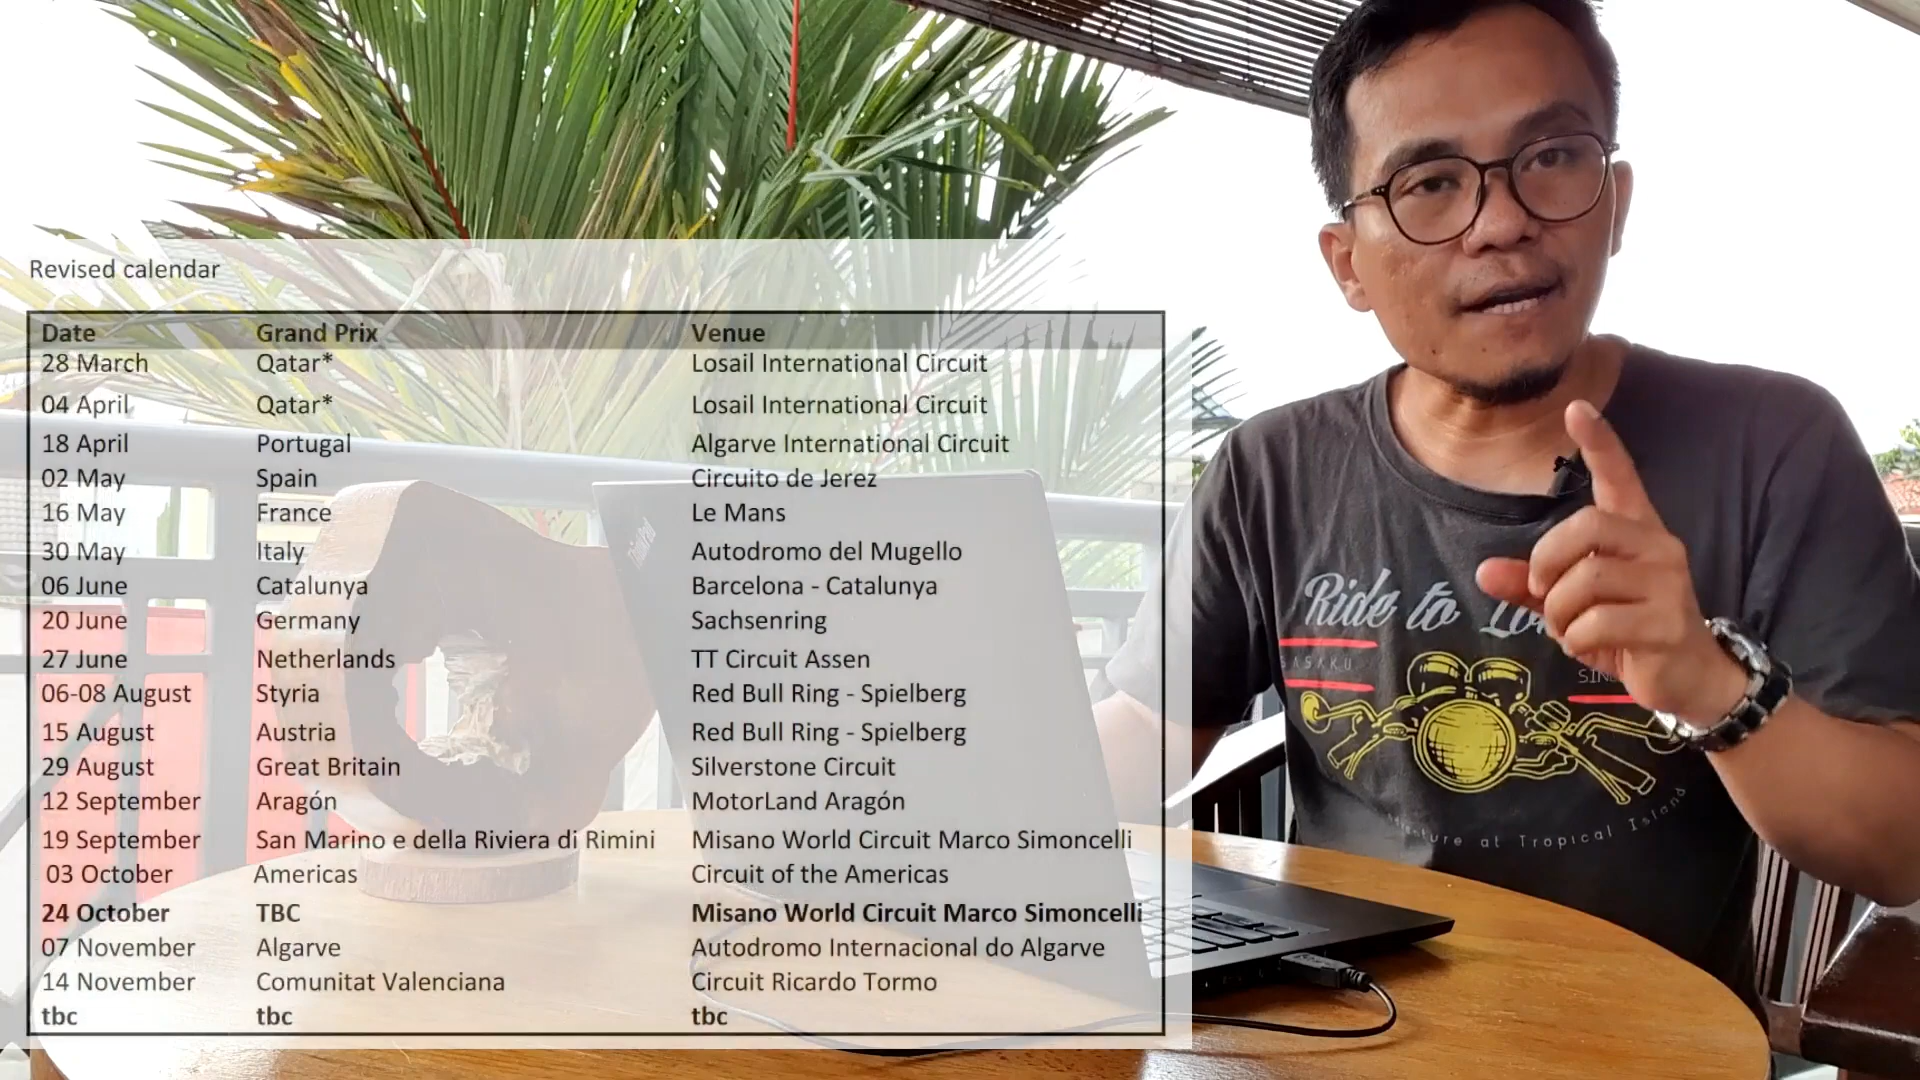 Revised calendar
Date Grand Prix Venue
28 March Qatar* Losail International Circuit
04 April Qatar* Losail International Circuit
18 April Portugal Algarve International Circuit
02 May Spain Circuito de Jerez
16 May France Le Mans
30 May Italy Autodromo del Mugello
06 June Catalunya Barcelona - Catalunya
20 June Germany Sachsenring
27 June Netherlands TT Circuit Assen
06-08 August Styria Red Bull Ring - Spielberg
15 August Austria Red Bull Ring - Spielberg
29 August Great Britain Silverstone Circuit
12 September Aragón MotorLand Aragón
19 September San Marino e della Riviera di Rimini Misano World Circuit Marco Simoncelli
03 October Americas Circuit of the Americas
24 October TBC Misano World Circuit Marco Simoncelli
07 November Algarve Autodromo Internacional do Algarve
14 November Comunitat Valenciana Circuit Ricardo Tormo
tbc tbc tbc
Ride to
SASAKU
at Tropical Island